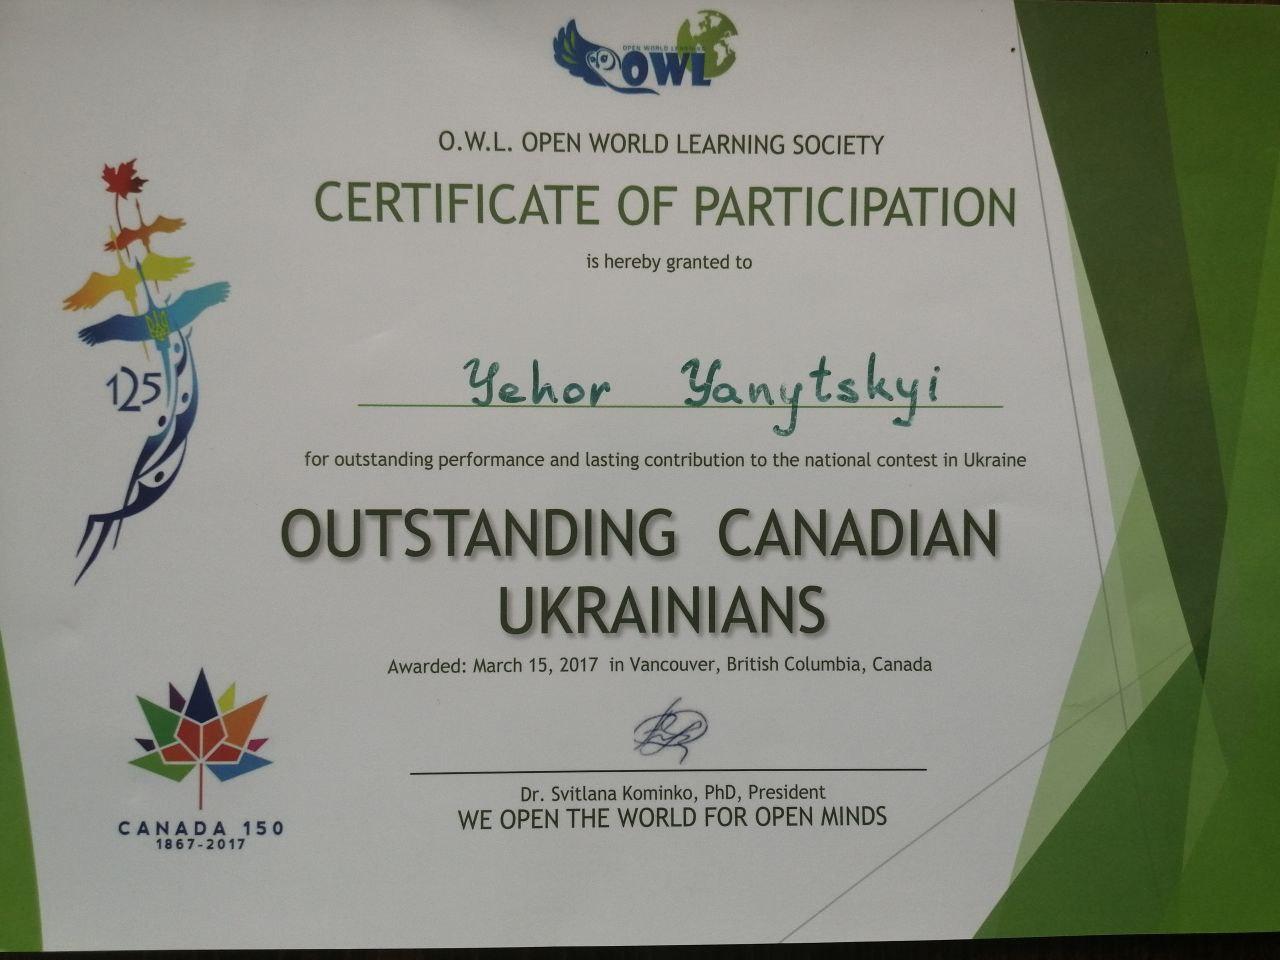 OPEN WORLD LEARNING
OWL
O.W.L. OPEN WORLD LEARNING SOCIETY
CERTIFICATE OF PARTICIPATION
is hereby granted to
Yehor Yanytskyi
for outstanding performance and lasting contribution to the national contest in Ukraine
OUTSTANDING CANADIAN
UKRAINIANS
Awarded: March 15, 2017 in Vancouver, British Columbia, Canada
Dr. Svitlana Kominko, PhD, President
WE OPEN THE WORLD FOR OPEN MINDS
125
CANADA 150
1867-2017